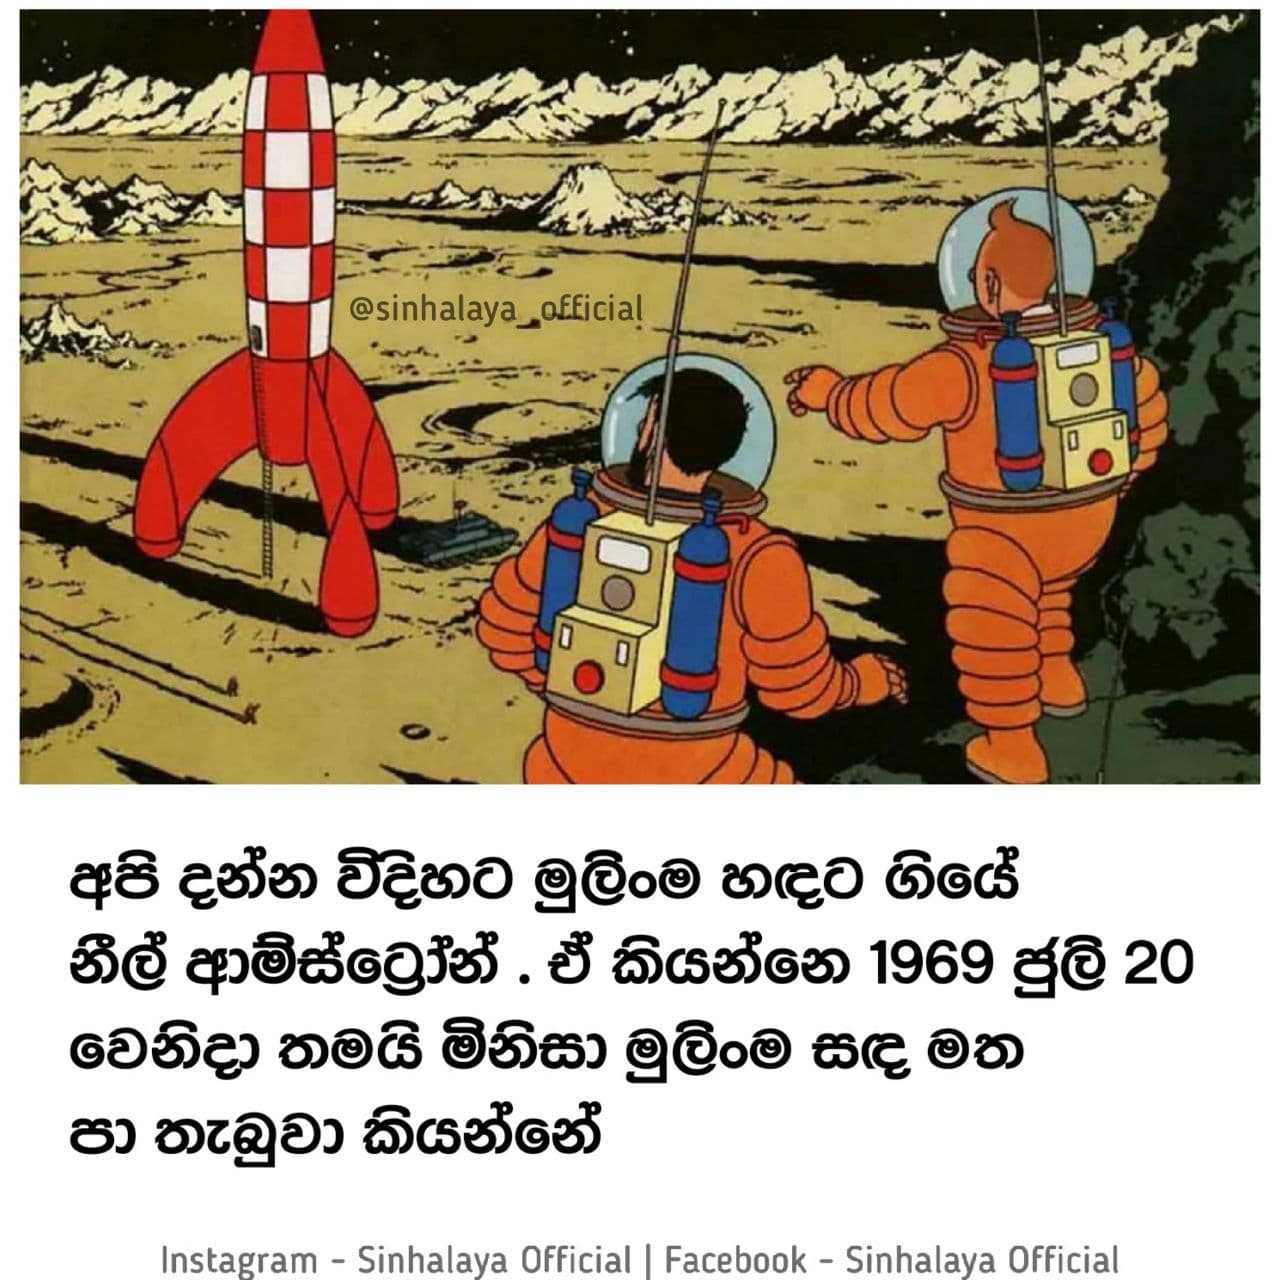 @sinhalaya_official
අපි දන්න විදිහට මුලින්ම හඳට ගියේ
නීල් ආම්ස්ට්‍රෝන් . ඒ කියන්නෙ 1969 ජුලි 20
වෙනිදා තමයි මිනිසා මුලිංම සඳ මත
පා තැබුවා කියන්නේ
Instagram - Sinhalaya Official | Facebook - Sinhalaya Official